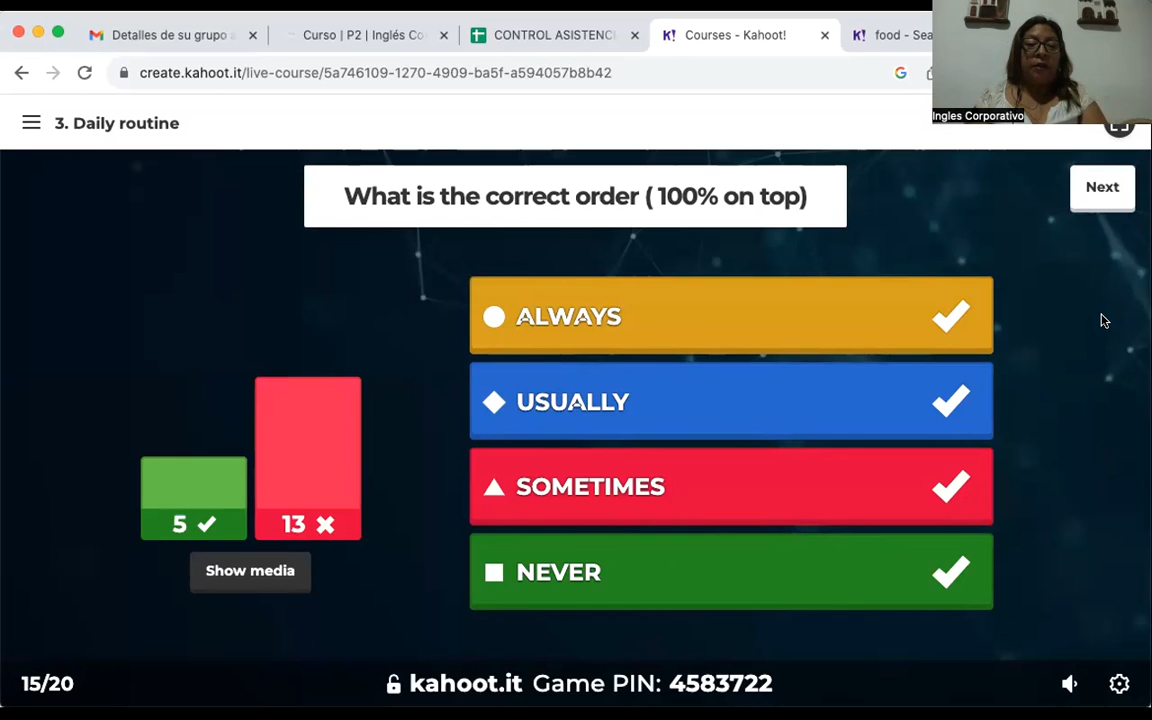 Detalles de su grupo
Curso | P2 | Inglés Co
CONTROL ASISTENCI
Courses - Kahoot!
food - Sea
create.kahoot.it/live-course/5a746109-1270-4909-ba5f-a594057b8b42
Ingles Corporativo
3. Daily routine
What is the correct order ( 100% on top)
Next
ALWAYS
USUALLY
SOMETIMES
NEVER
5
13
Show media
15/20
kahoot.it Game PIN: 4583722